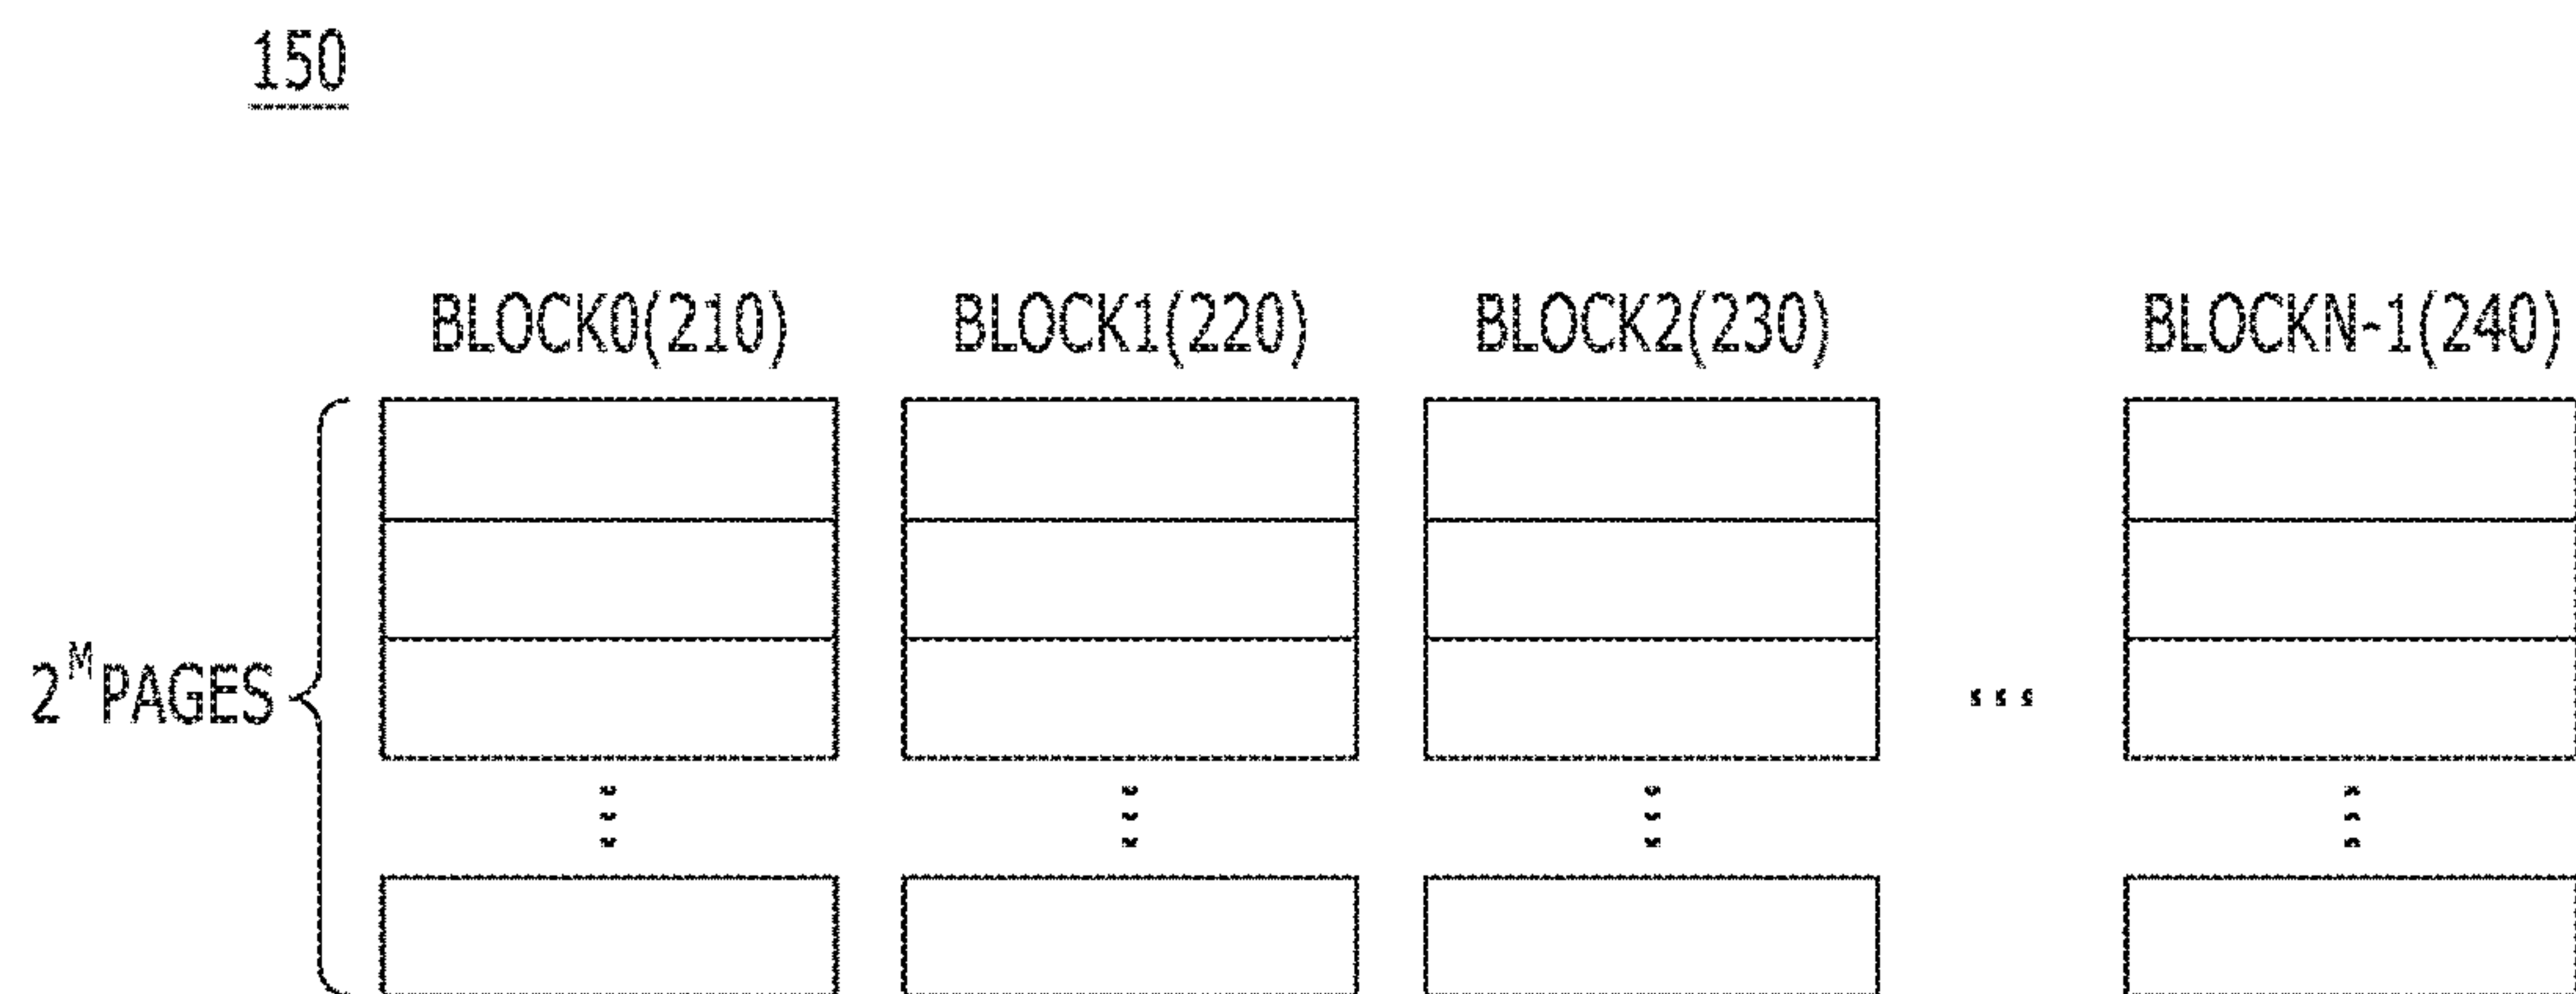 150
BLOCK0(210) BLOCK1(220) BLOCK2(230) BLOCKN-1(240)
2^M PAGES
...